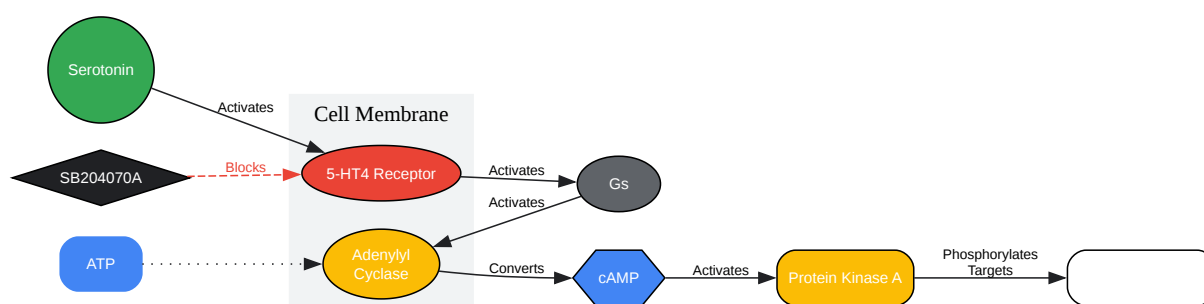 Serotonin
Activates
Cell Membrane
SB204070A
Blocks
5-HT4 Receptor
Activates
Gs
Activates
ATP
Adenylyl
Cyclase
Converts
cAMP
Activates
Protein Kinase A
Phosphorylates
Targets